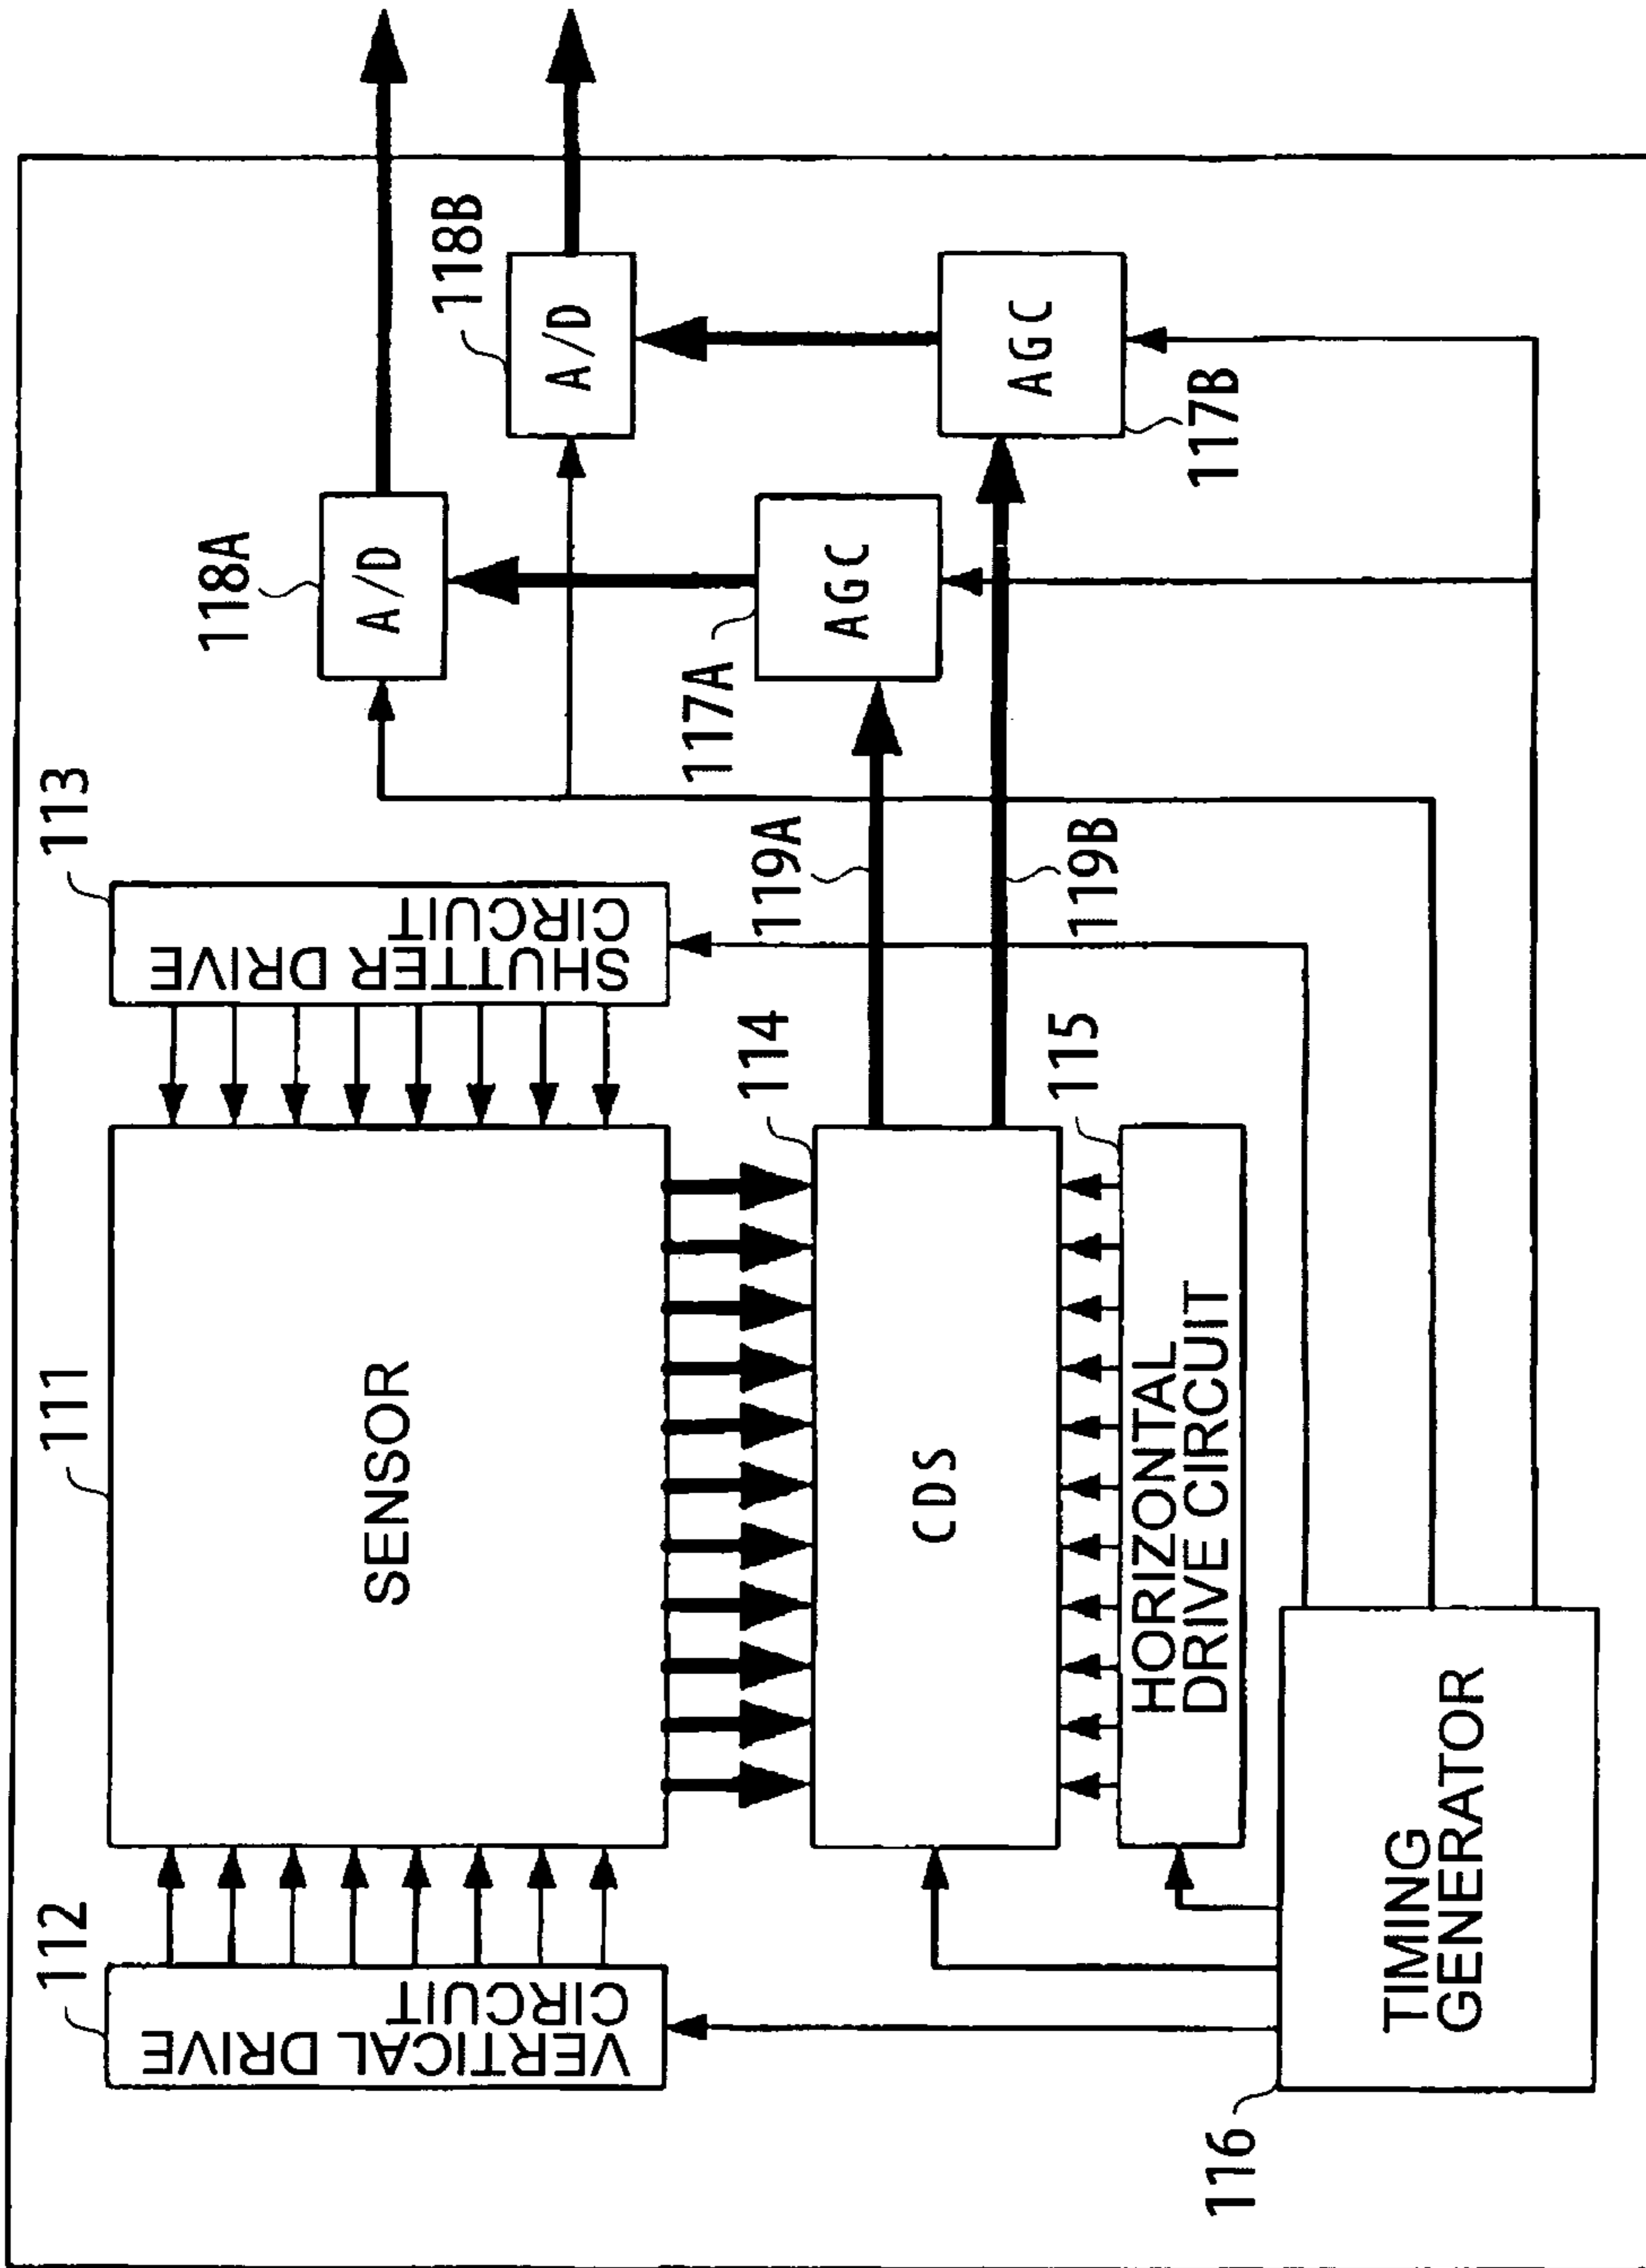 112
111
113
VERTICAL DRIVE
CIRCUIT
SENSOR
SHUTTER DRIVE
CIRCUIT
118A
A/D
118B
A/D
114
CDS
119A
117A
AGC
119B
AGC
117B
115
HORIZONTAL
DRIVE CIRCUIT
116
TIMING
GENERATOR